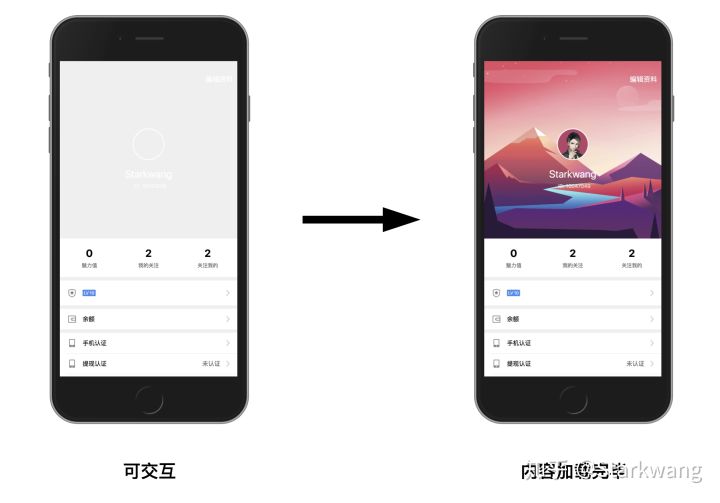 编辑资料
Starkwang
0
2
2
魅力值
我的关注
关注我的
LV 10
余额
手机认证
提现认证
未认证
可交互
编辑资料
Starkwang
ID: 10047049
0
2
2
魅力值
我的关注
关注我的
LV 10
余额
手机认证
提现认证
未认证
内容加载完毕
知乎 @Starkwang